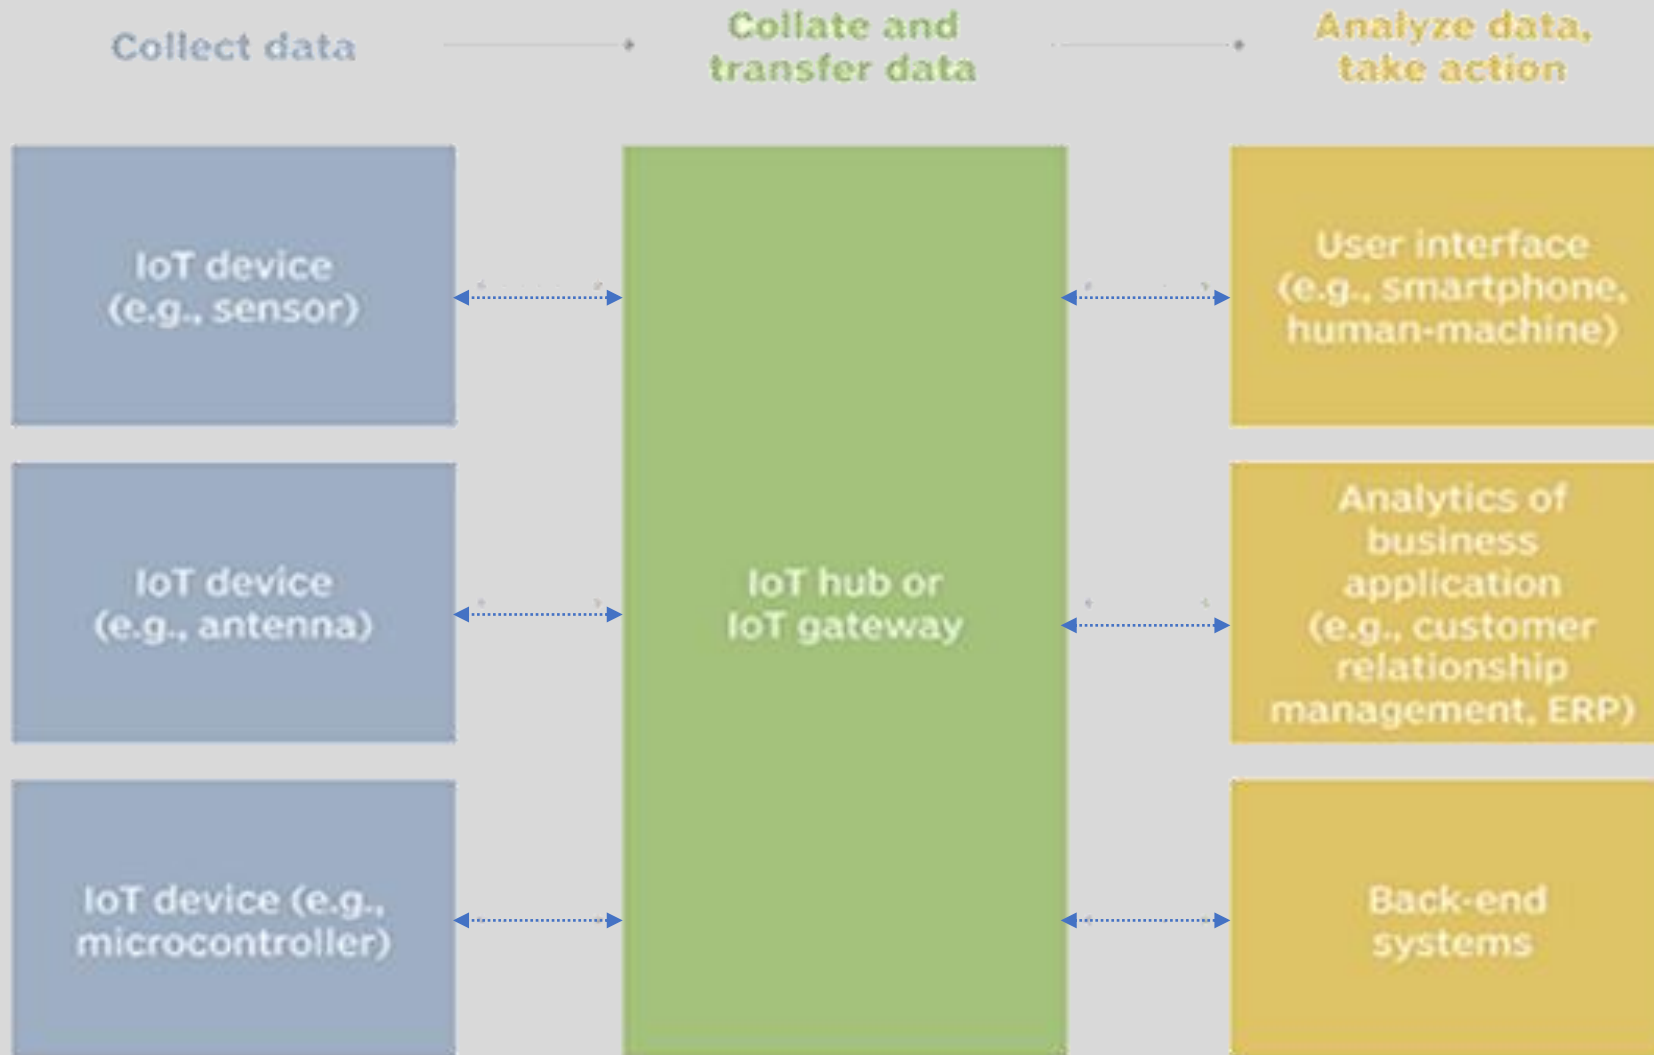 Collect data
Collate and
transfer data
Analyze data,
take action
IoT device
(e.g., sensor)
User interface
(e.g., smartphone,
human-machine)
IoT device
(e.g., antenna)
IoT hub or
IoT gateway
Analytics of
business
application
(e.g., customer
relationship
management, ERP)
IoT device (e.g.,
microcontroller)
Back-end
systems